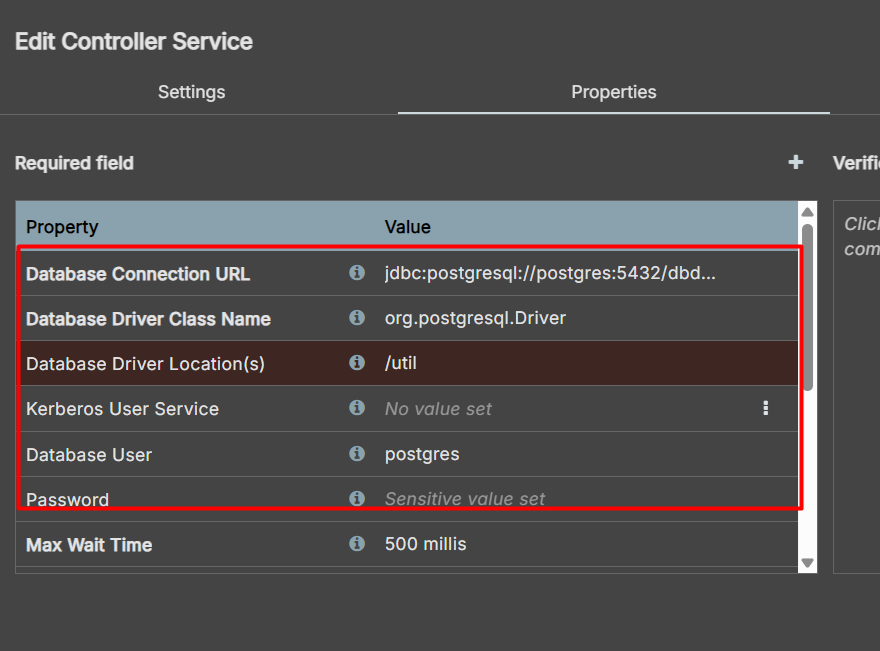 Edit Controller Service
Settings Properties
Required field Verifi
Property Value
Database Connection URL jdbc:postgresql://postgres:5432/dbd...
Database Driver Class Name org.postgresql.Driver
Database Driver Location(s) /util
Kerberos User Service No value set
Database User postgres
Password Sensitive value set
Max Wait Time 500 millis
Clic
com